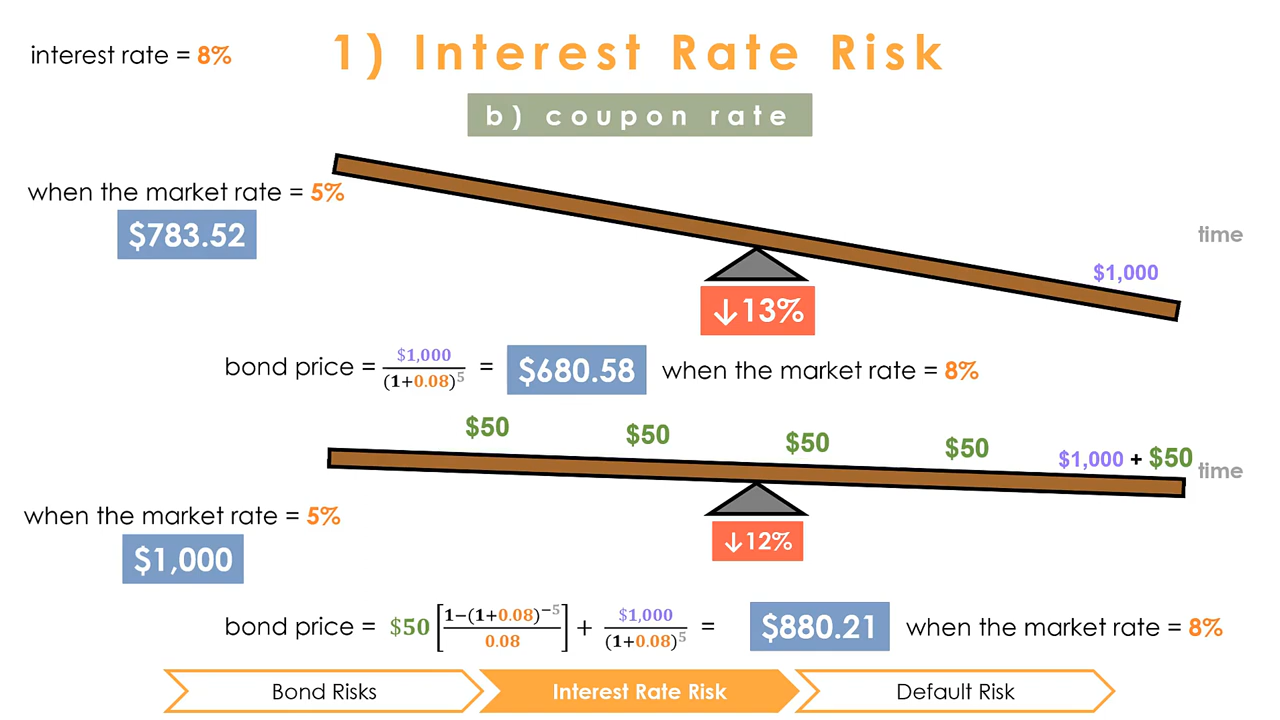 interest rate = 8%
1) Interest Rate Risk
b) coupon rate
when the market rate = 5%
$783.52
time
$1,000
↓13%
bond price = $1,000 / (1+0.08)^5 = $680.58 when the market rate = 8%
$50 $50 $50 $50 $1,000 + $50
time
when the market rate = 5%
$1,000
↓12%
bond price = $50 [1−(1+0.08)^−5 / 0.08] + $1,000 / (1+0.08)^5 = $880.21 when the market rate = 8%
Bond Risks Interest Rate Risk Default Risk